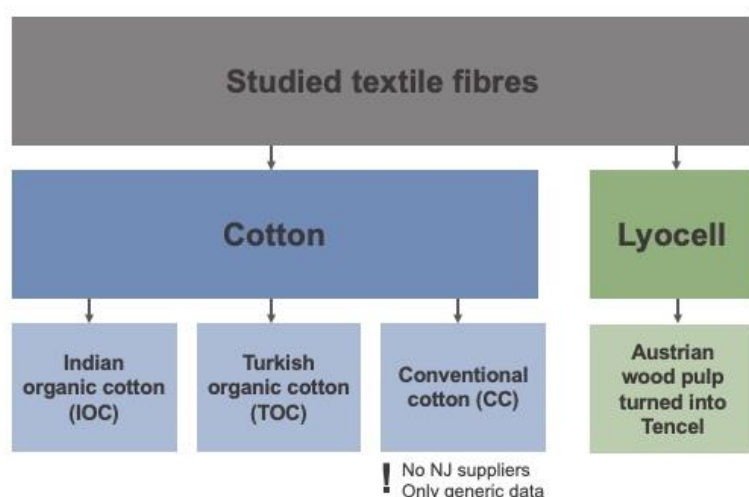 Studied textile fibres
Cotton
Lyocell
Indian
organic cotton
(IOC)
Turkish
organic cotton
(TOC)
Conventional
cotton (CC)
Austrian
wood pulp
turned into
Tencel
! No NJ suppliers
Only generic data